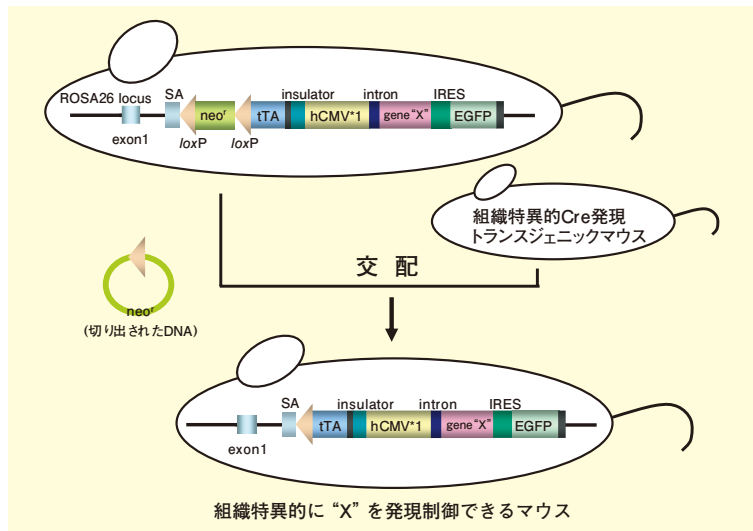 insulator intron IRES
ROSA26 locus SA
neoʳ tTA hCMV*1 gene “X” EGFP
exon1 loxP loxP
組織特異的Cre発現
トランスジェニックマウス
交 配
neoʳ
(切り出されたDNA)
SA insulator intron IRES
tTA hCMV*1 gene“X” EGFP
exon1
組織特異的に “X” を発現制御できるマウス